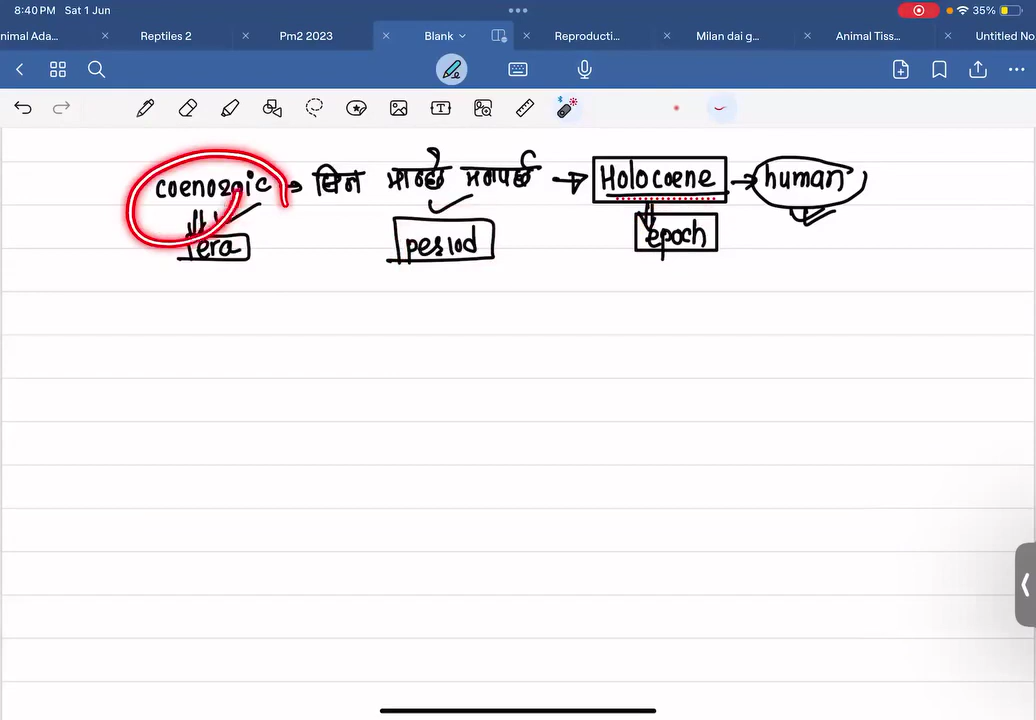 8:40 PM Sat 1 Jun 35%
nimal Ada... Reptiles 2 Pm2 2023 Blank Reproducti... Milan dai g... Animal Tiss... Untitled No
coenozoic → → Holocoene → human
era period epoch